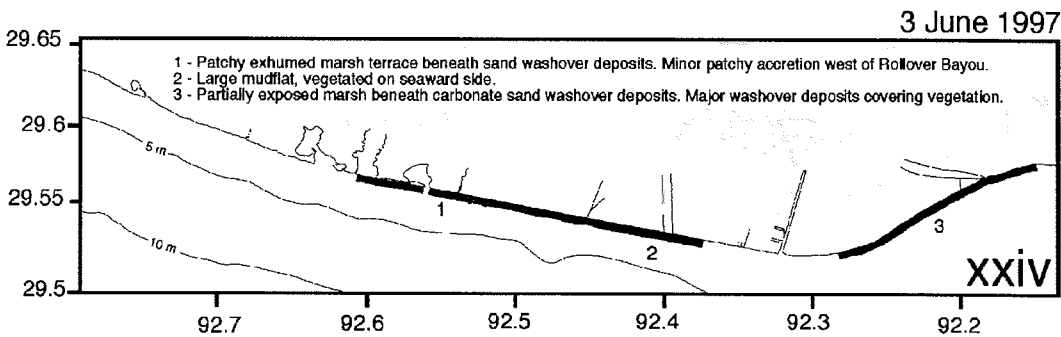 3 June 1997
29.65
1 - Patchy exhumed marsh terrace beneath sand washover deposits. Minor patchy accretion west of Rollover Bayou.
2 - Large mudflat, vegetated on seaward side.
3 - Partially exposed marsh beneath carbonate sand washover deposits. Major washover deposits covering vegetation.
29.6
5 m
29.55
1
3
10 m
2
xxiv
29.5
92.7 92.6 92.5 92.4 92.3 92.2